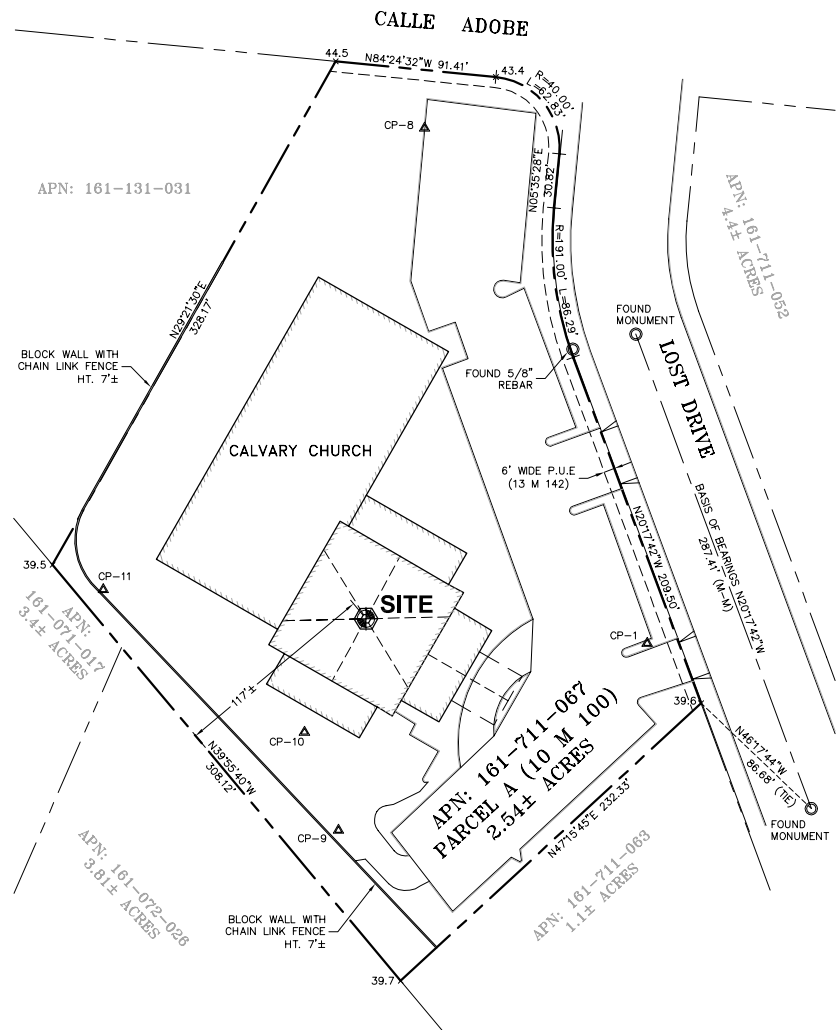 CALLE ADOBE
44.5
N84°24'32"W 91.41'
43.4
R=40.00'
L=62.83'
CP-8
N05°35'28"E
30.82'
APN: 161-131-031
APN: 161-711-052
4.4± ACRES
R=191.00' L=86.29'
N29°21'30"E
328.17'
FOUND
MONUMENT
BLOCK WALL WITH
CHAIN LINK FENCE
HT. 7'±
FOUND 5/8"
REBAR
LOST DRIVE
CALVARY CHURCH
6' WIDE P.U.E
(13 M 142)
BASIS OF BEARINGS N20°17'42"W
287.41' (M-M)
N20°17'42"W 209.50'
39.5
CP-11
SITE
APN:
161-071-017
3.4± ACRES
CP-1
117'±
39.6
CP-10
N46°17'44"W
86.68' (TIE)
APN: 161-711-067
PARCEL A (10 M 100)
2.54± ACRES
N39°55'40"W
308.12'
CP-9
FOUND
MONUMENT
N47°15'45"E 232.33'
APN: 161-072-026
3.81± ACRES
APN: 161-711-063
1.1± ACRES
BLOCK WALL WITH
CHAIN LINK FENCE
HT. 7'±
39.7